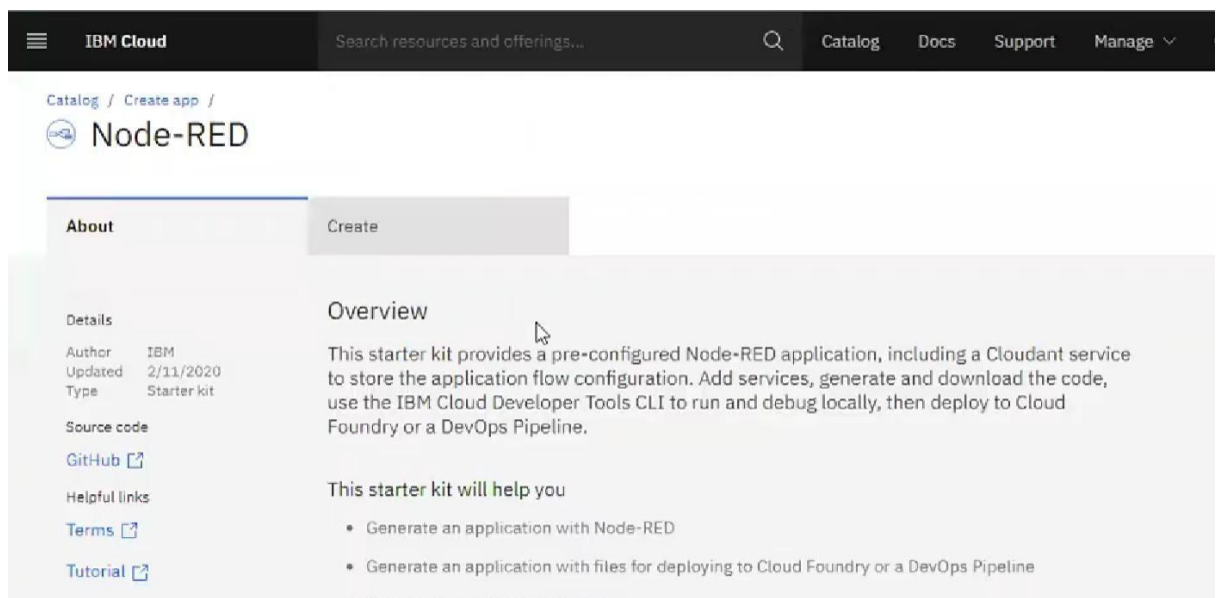 IBM Cloud Search resources and offerings... Catalog Docs Support Manage
Catalog / Create app /
Node-RED
About Create
Details
Author IBM
Updated 2/11/2020
Type Starter kit
Source code
GitHub
Helpful links
Terms
Tutorial
Overview
This starter kit provides a pre-configured Node-RED application, including a Cloudant service
to store the application flow configuration. Add services, generate and download the code,
use the IBM Cloud Developer Tools CLI to run and debug locally, then deploy to Cloud
Foundry or a DevOps Pipeline.
This starter kit will help you
• Generate an application with Node-RED
• Generate an application with files for deploying to Cloud Foundry or a DevOps Pipeline